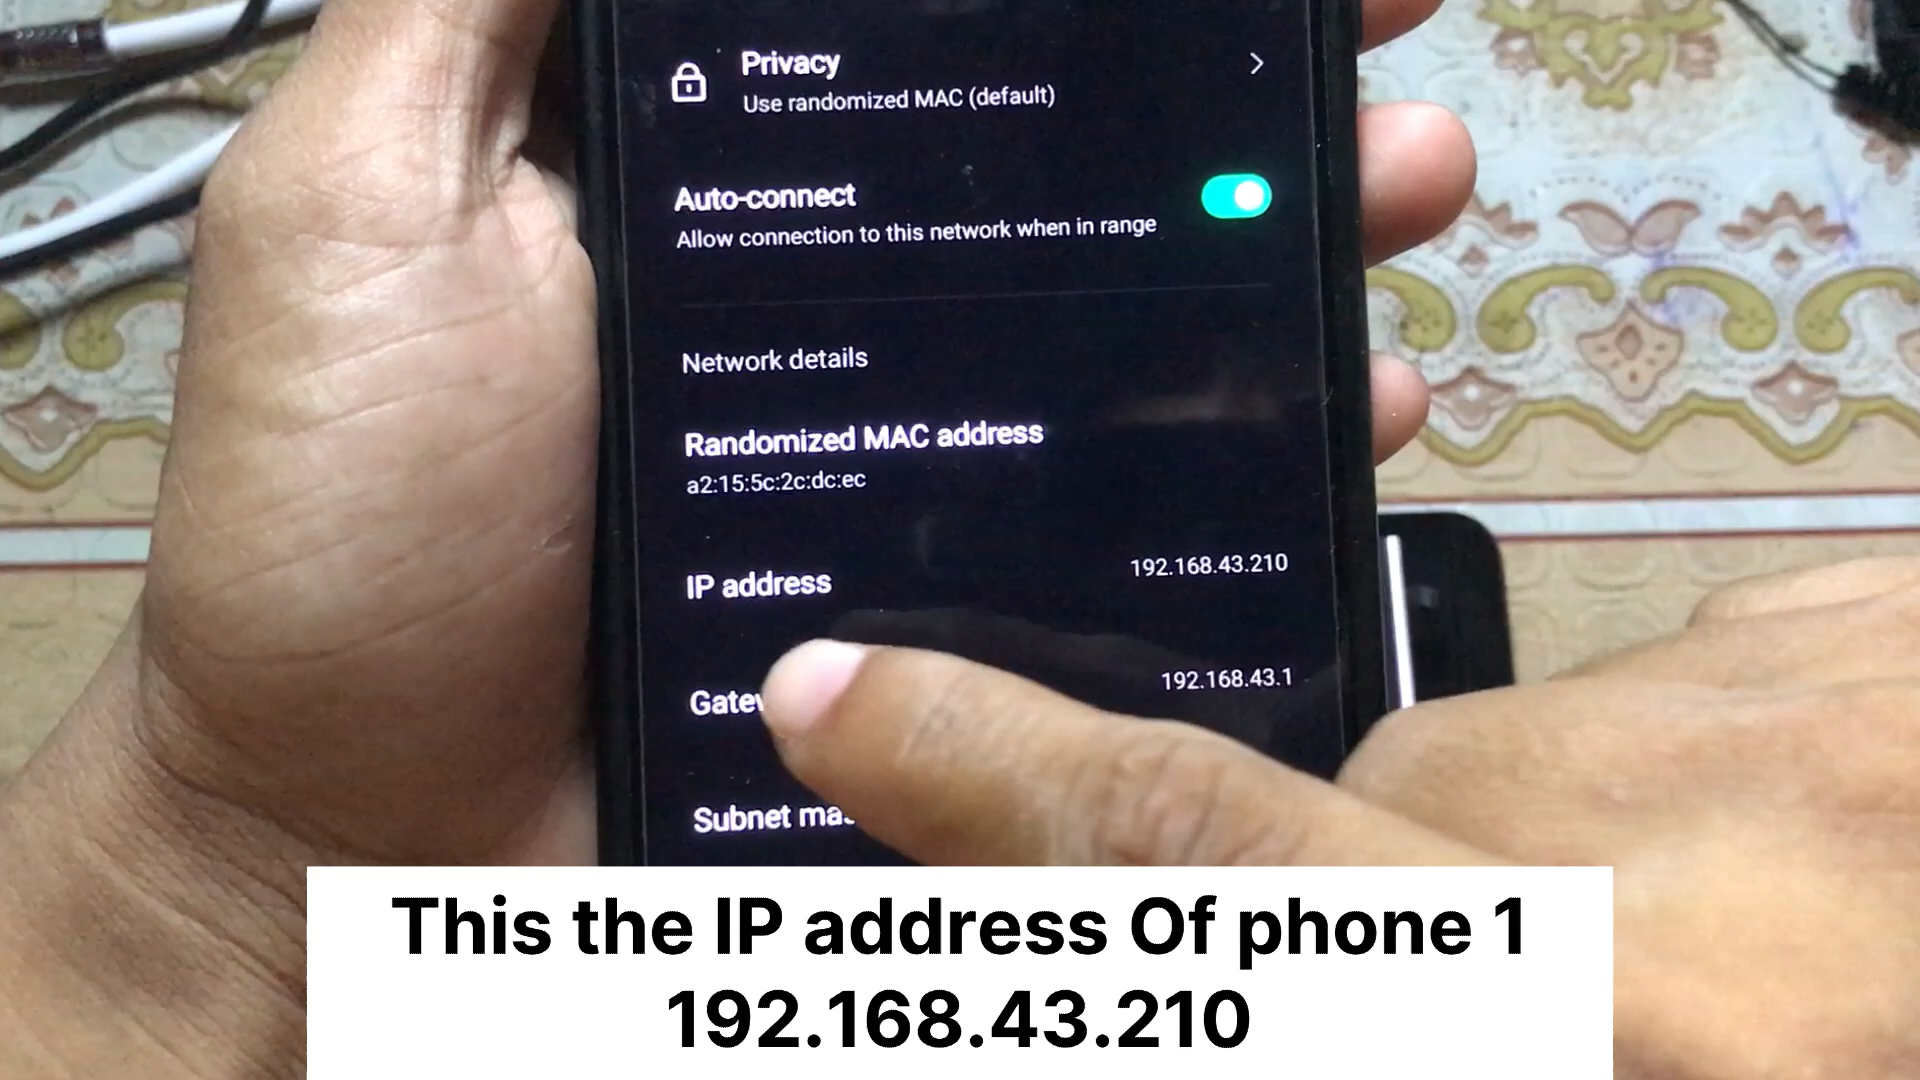 Privacy
Use randomized MAC (default)
Auto-connect
Allow connection to this network when in range
Network details
Randomized MAC address
a2:15:5c:2c:dc:ec
IP address 192.168.43.210
192.168.43.1
Subnet
This the IP address Of phone 1
192.168.43.210